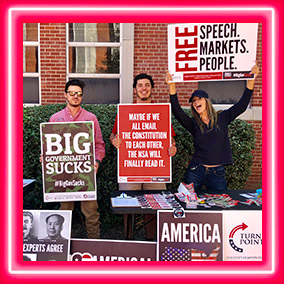 FREE
SPEECH.
MARKETS.
PEOPLE.
BIG
GOVERNMENT
SUCKS
#BigGovSucks
MAYBE IF WE
ALL EMAIL
THE CONSTITUTION
TO EACH OTHER,
THE NSA WILL
FINALLY READ IT.
EXPERTS AGREE
AMERICA
AMERICA
TURNING
POINT